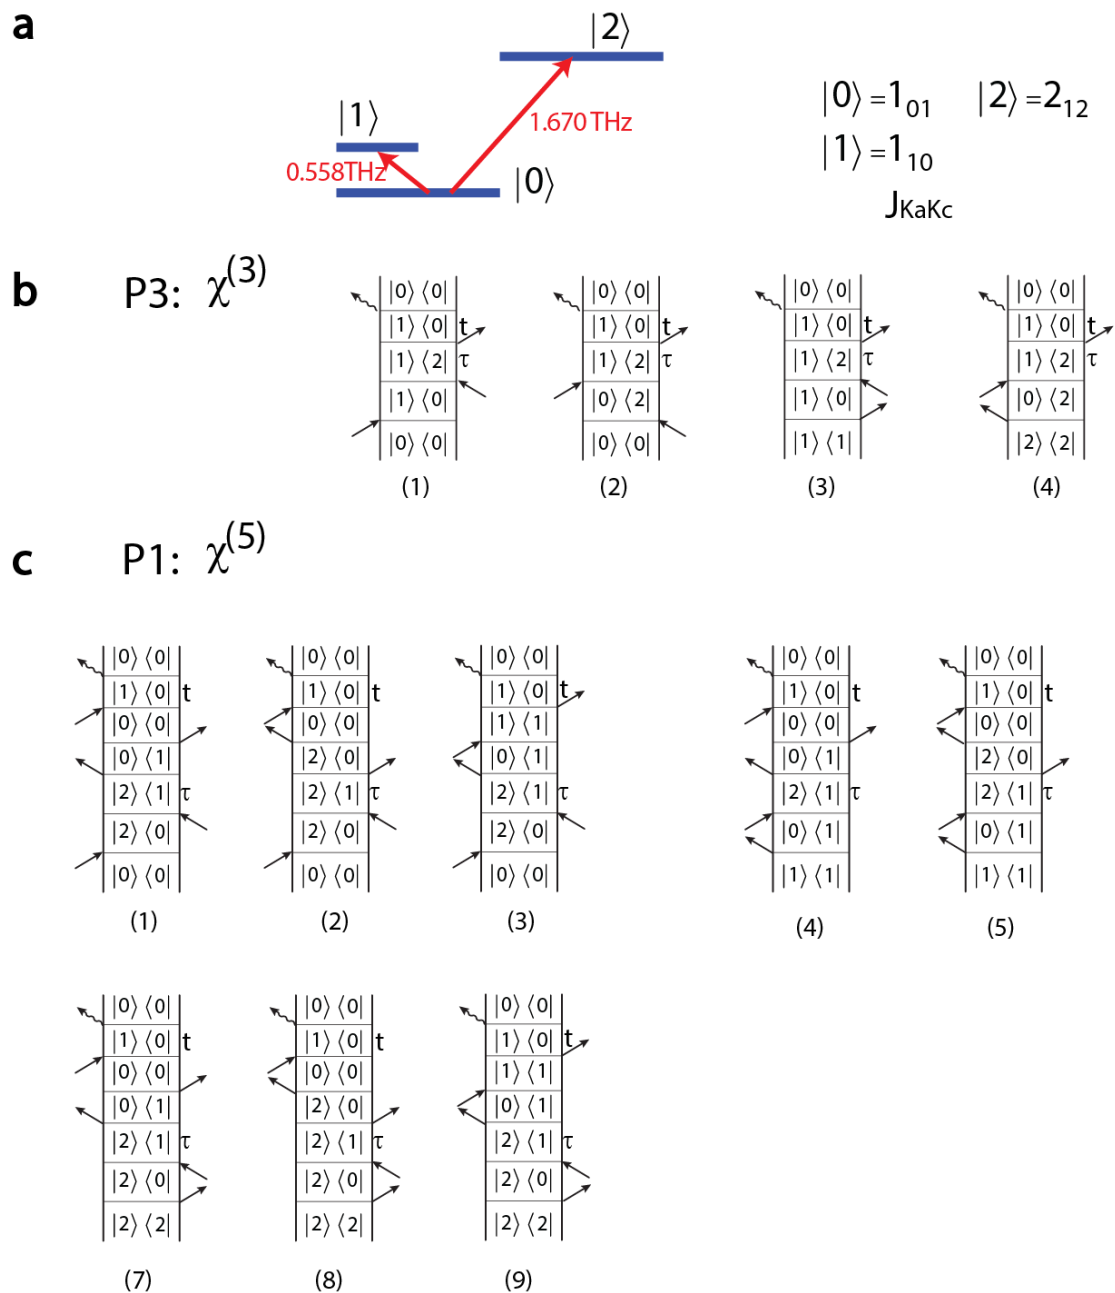 a
|2⟩
|1⟩
1.670 THz
0.558THz
|0⟩
|0⟩ =1₀₁ |2⟩ =2₁₂
|1⟩ =1₁₀
J_KaKc
b P3: χ⁽³⁾
|0⟩⟨0| |0⟩⟨0| |0⟩⟨0| |0⟩⟨0|
|1⟩⟨0| t |1⟩⟨0| t |1⟩⟨0| t |1⟩⟨0| t
|1⟩⟨2| τ |1⟩⟨2| τ |1⟩⟨2| τ |1⟩⟨2| τ
|1⟩⟨0| |0⟩⟨2| |1⟩⟨0| |0⟩⟨2|
|0⟩⟨0| |0⟩⟨0| |1⟩⟨1| |2⟩⟨2|
(1) (2) (3) (4)
c P1: χ⁽⁵⁾
|0⟩⟨0| |0⟩⟨0| |0⟩⟨0| |0⟩⟨0| |0⟩⟨0|
|1⟩⟨0| t |1⟩⟨0| t |1⟩⟨0| t |1⟩⟨0| t |1⟩⟨0| t
|0⟩⟨0| |0⟩⟨0| |1⟩⟨1| |0⟩⟨0| |0⟩⟨0|
|0⟩⟨1| |2⟩⟨0| |0⟩⟨1| |0⟩⟨1| |2⟩⟨0|
|2⟩⟨1| τ |2⟩⟨1| τ |2⟩⟨1| τ |2⟩⟨1| τ |2⟩⟨1| τ
|2⟩⟨0| |2⟩⟨0| |2⟩⟨0| |0⟩⟨1| |0⟩⟨1|
|0⟩⟨0| |0⟩⟨0| |0⟩⟨0| |1⟩⟨1| |1⟩⟨1|
(1) (2) (3) (4) (5)
|0⟩⟨0| |0⟩⟨0| |0⟩⟨0|
|1⟩⟨0| t |1⟩⟨0| t |1⟩⟨0| t
|0⟩⟨0| |0⟩⟨0| |1⟩⟨1|
|0⟩⟨1| |2⟩⟨0| |0⟩⟨1|
|2⟩⟨1| τ |2⟩⟨1| τ |2⟩⟨1| τ
|2⟩⟨0| |2⟩⟨0| |2⟩⟨0|
|2⟩⟨2| |2⟩⟨2| |2⟩⟨2|
(7) (8) (9)